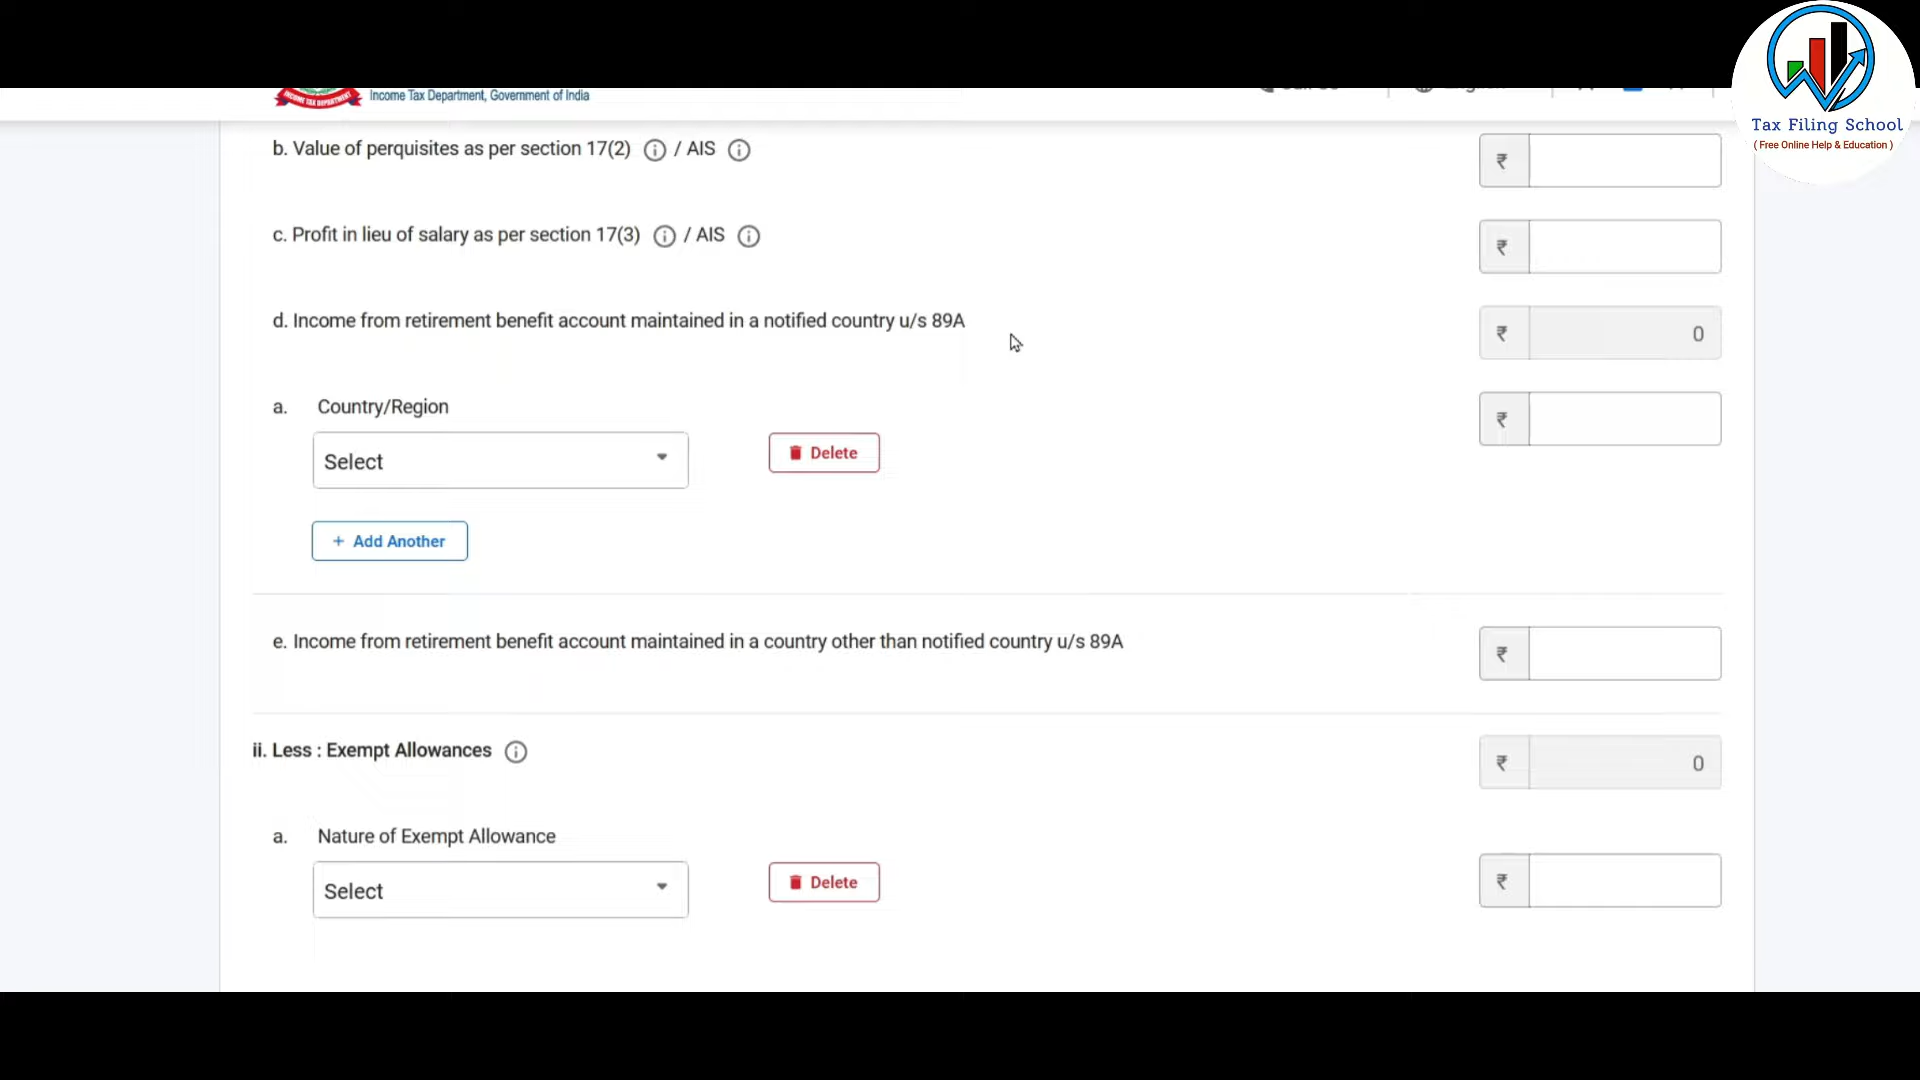 Tax Filing School
( Free Online Help & Education )
INCOME TAX DEPARTMENT
Income Tax Department, Government of India
b. Value of perquisites as per section 17(2) / AIS
₹
c. Profit in lieu of salary as per section 17(3) / AIS
₹
d. Income from retirement benefit account maintained in a notified country u/s 89A
₹ 0
a. Country/Region
₹
Select
Delete
+ Add Another
e. Income from retirement benefit account maintained in a country other than notified country u/s 89A
₹
ii. Less : Exempt Allowances
₹ 0
a. Nature of Exempt Allowance
₹
Select
Delete